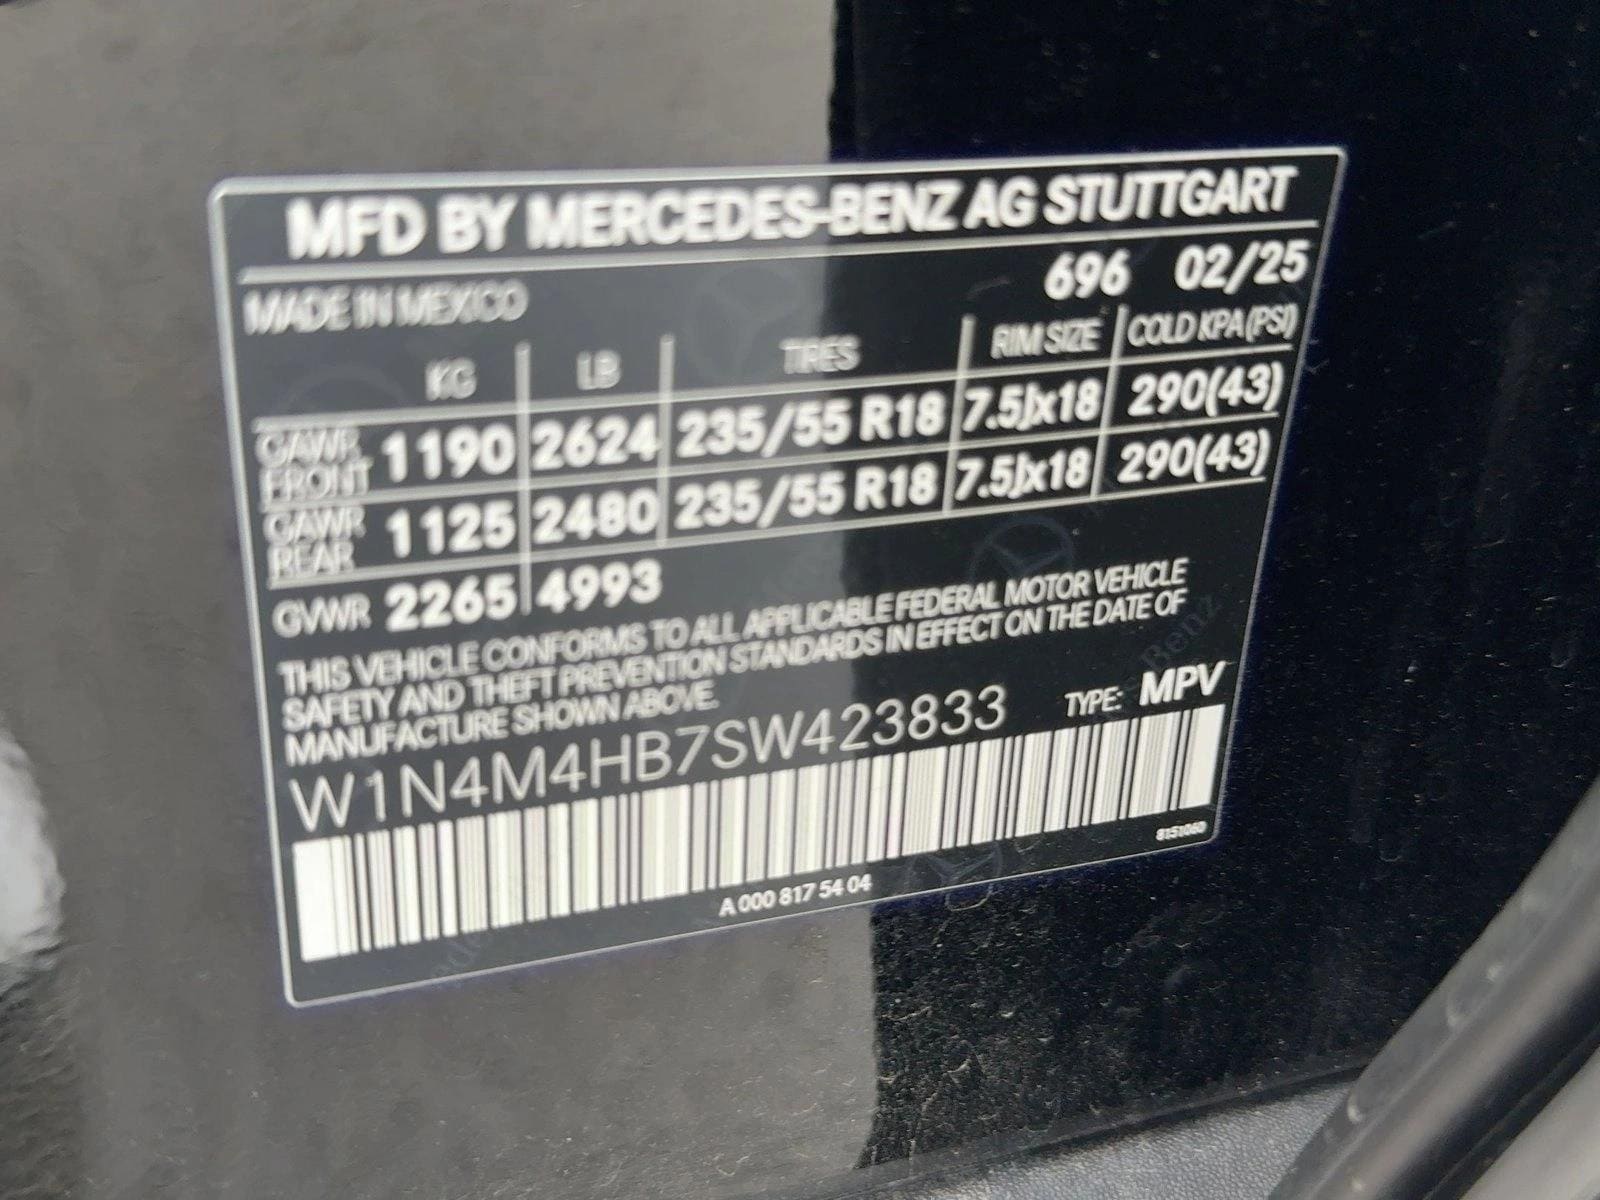 MFD BY MERCEDES-BENZ AG STUTTGART
MADE IN MEXICO 696 02/25
KG LB TIRES RIM SIZE COLD KPA (PSI)
GAWR FRONT 1190 2624 235/55 R18 7.5Jx18 290(43)
GAWR REAR 1125 2480 235/55 R18 7.5Jx18 290(43)
GVWR 2265 4993
THIS VEHICLE CONFORMS TO ALL APPLICABLE FEDERAL MOTOR VEHICLE
SAFETY AND THEFT PREVENTION STANDARDS IN EFFECT ON THE DATE OF
MANUFACTURE SHOWN ABOVE.
W1N4M4HB7SW423833 TYPE: MPV
8151060
A 000 817 54 04